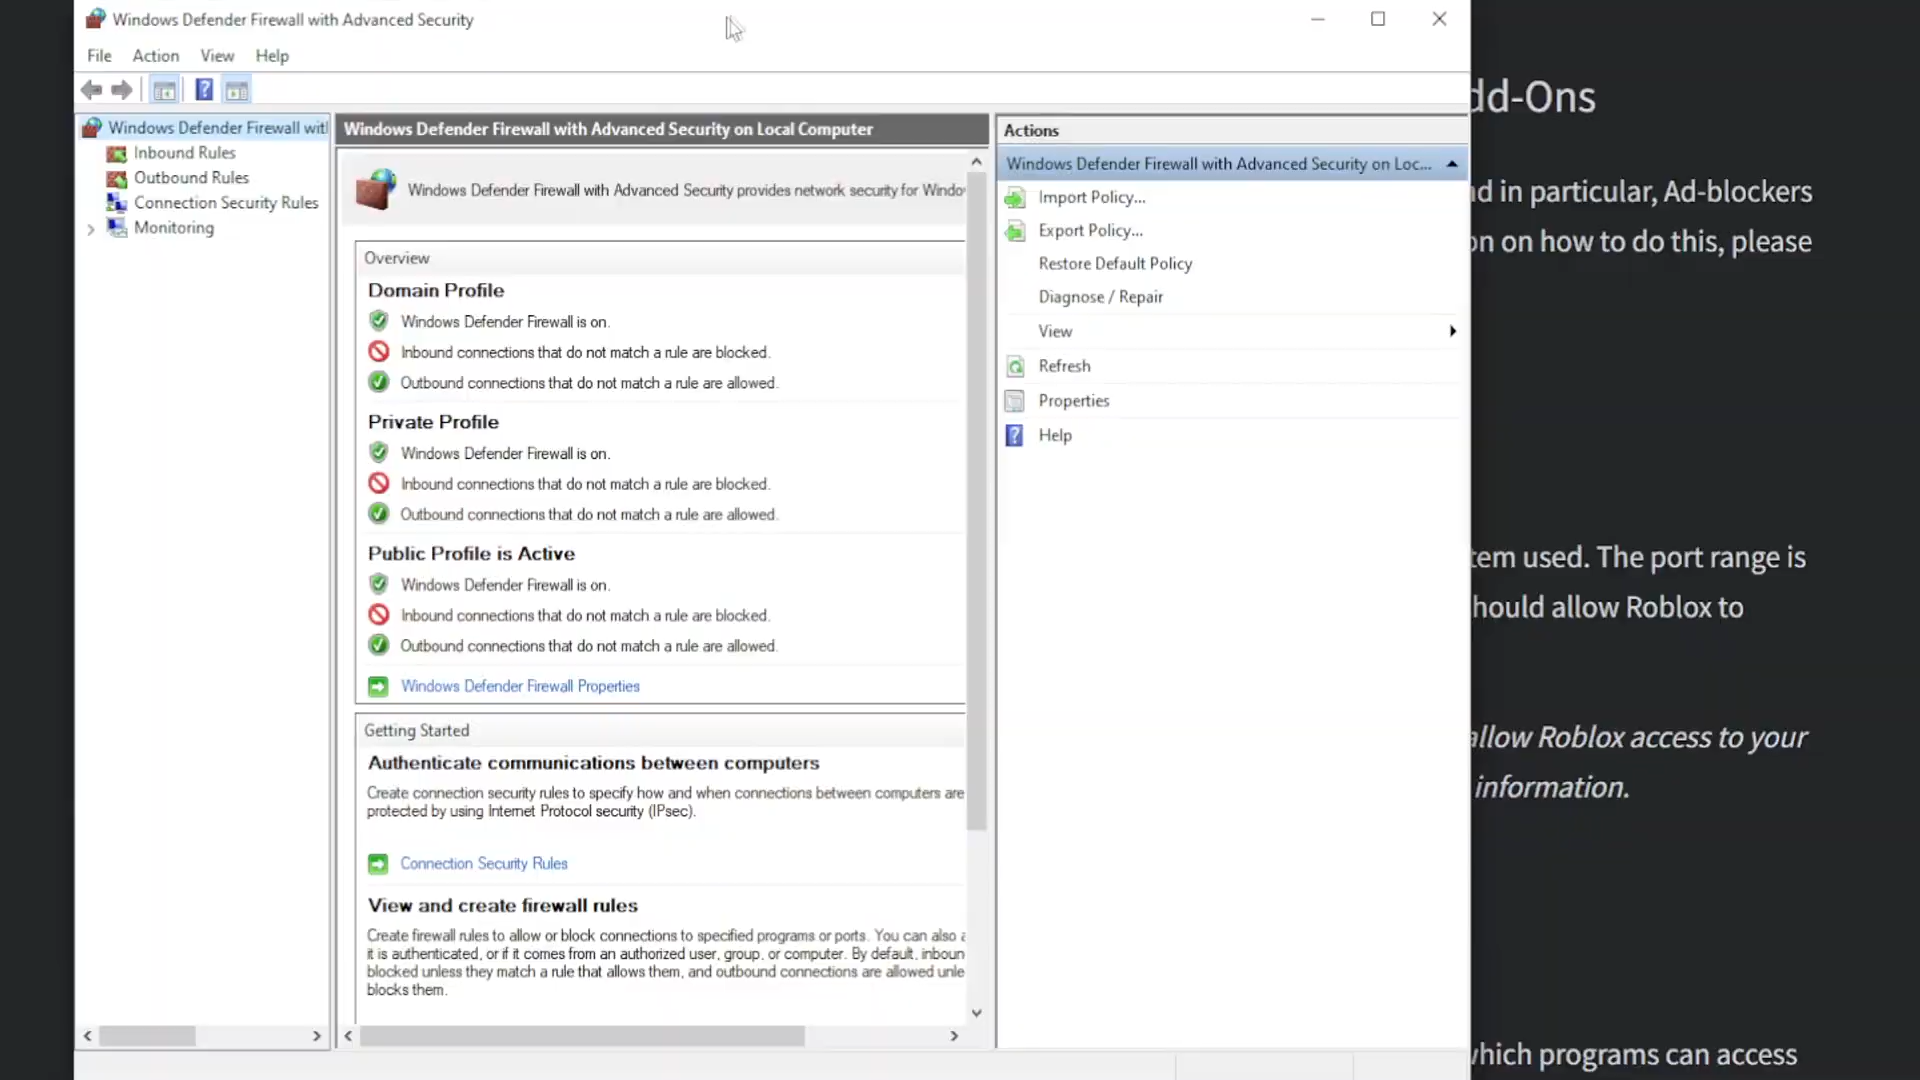 Windows Defender Firewall with Advanced Security
File Action View Help
Windows Defender Firewall wit
Inbound Rules
Outbound Rules
Connection Security Rules
Monitoring
Windows Defender Firewall with Advanced Security on Local Computer
Windows Defender Firewall with Advanced Security provides network security for Windo
Overview
Domain Profile
Windows Defender Firewall is on.
Inbound connections that do not match a rule are blocked.
Outbound connections that do not match a rule are allowed.
Private Profile
Windows Defender Firewall is on.
Inbound connections that do not match a rule are blocked.
Outbound connections that do not match a rule are allowed.
Public Profile is Active
Windows Defender Firewall is on.
Inbound connections that do not match a rule are blocked.
Outbound connections that do not match a rule are allowed.
Windows Defender Firewall Properties
Getting Started
Authenticate communications between computers
Create connection security rules to specify how and when connections between computers are
protected by using Internet Protocol security (IPsec).
Connection Security Rules
View and create firewall rules
Create firewall rules to allow or block connections to specified programs or ports. You can also a
it is authenticated, or if it comes from an authorized user, group, or computer. By default, inboun
blocked unless they match a rule that allows them, and outbound connections are allowed unle
blocks them.
Actions
Windows Defender Firewall with Advanced Security on Loc...
Import Policy...
Export Policy...
Restore Default Policy
Diagnose / Repair
View
Refresh
Properties
Help
dd-Ons
nd in particular, Ad-blockers
on on how to do this, please
tem used. The port range is
hould allow Roblox to
allow Roblox access to your
information.
which programs can access